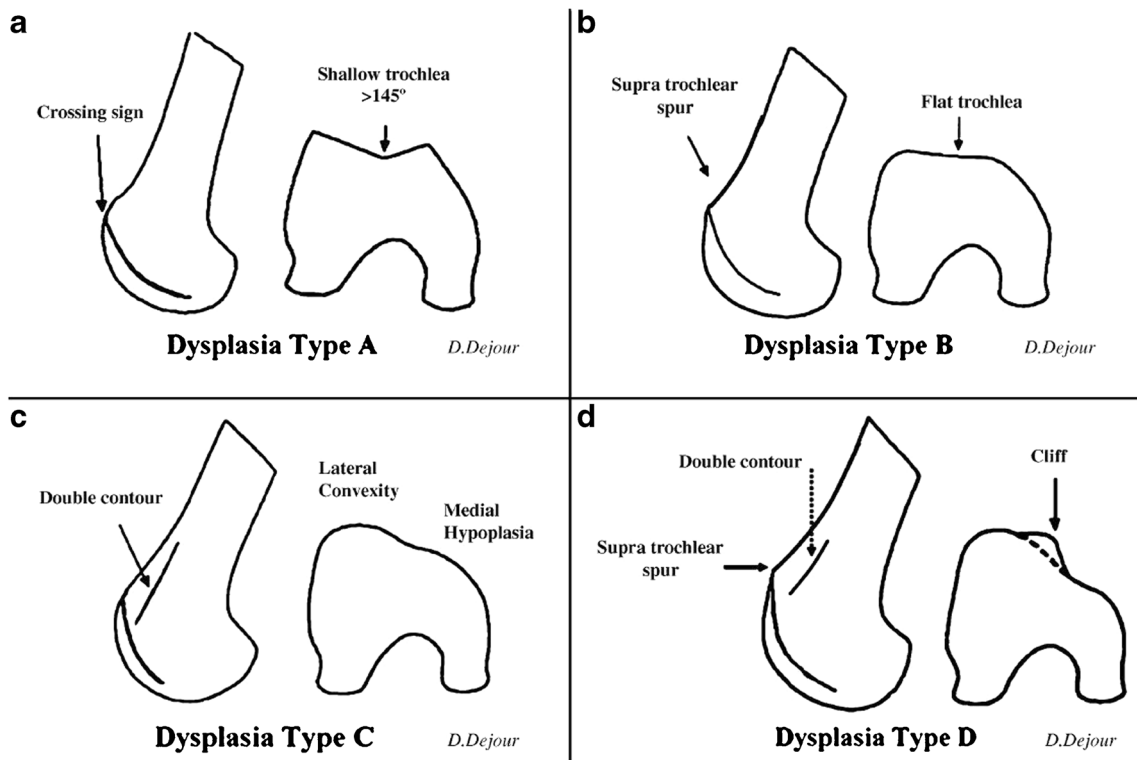 a
Crossing sign
Shallow trochlea
>145º
Dysplasia Type A
D.Dejour
b
Supra trochlear
spur
Flat trochlea
Dysplasia Type B
D.Dejour
c
Double contour
Lateral
Convexity
Medial
Hypoplasia
Dysplasia Type C
D.Dejour
d
Double contour
Cliff
Supra trochlear
spur
Dysplasia Type D
D.Dejour